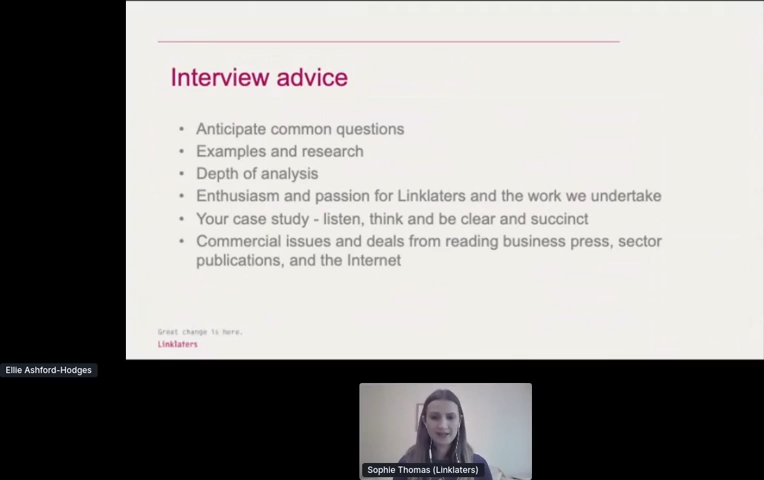 Interview advice
• Anticipate common questions
• Examples and research
• Depth of analysis
• Enthusiasm and passion for Linklaters and the work we undertake
• Your case study - listen, think and be clear and succinct
• Commercial issues and deals from reading business press, sector
publications, and the Internet
Great change is here.
Linklaters
Ellie Ashford-Hodges
Sophie Thomas (Linklaters)